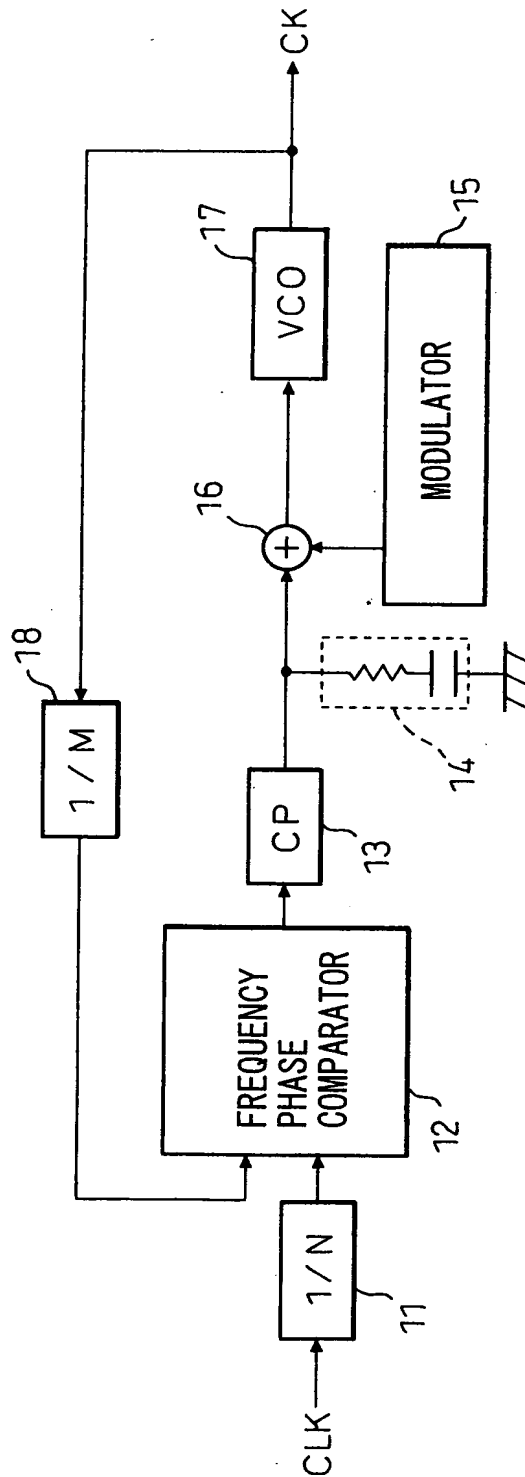 18
1/M
CLK
1/N
11
FREQUENCY
PHASE
COMPARATOR
12
CP
13
14
16
+
VCO
17
MODULATOR
15
CK